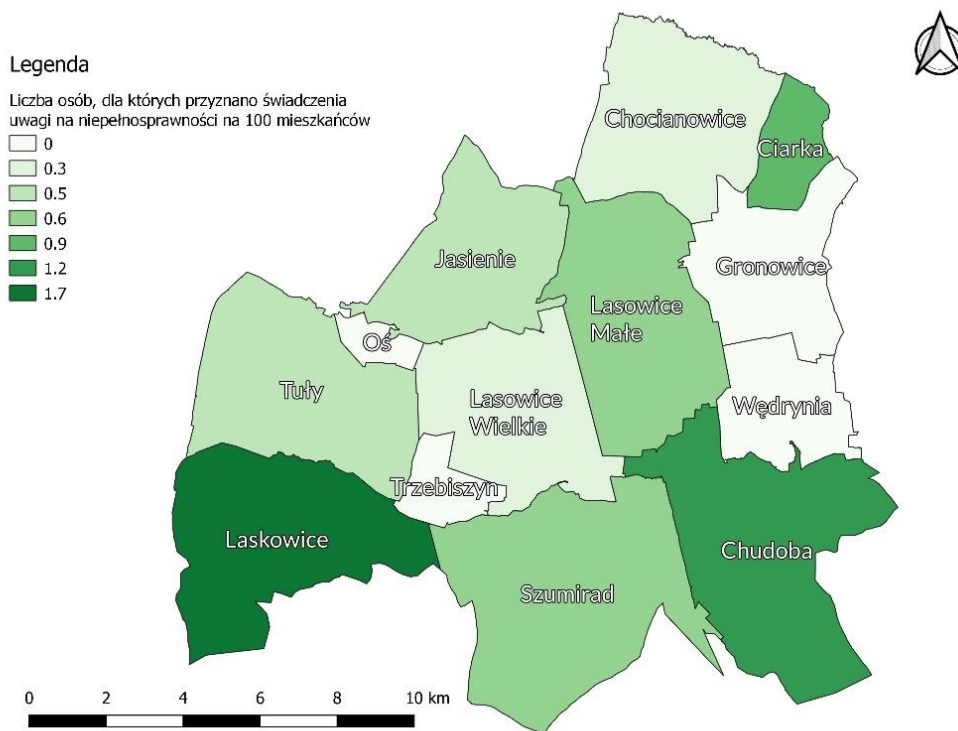 Legenda
Liczba osób, dla których przyznano świadczenia
uwagi na niepełnosprawności na 100 mieszkańców
0
0.3
0.5
0.6
0.9
1.2
1.7
Chocianowice
Ciarka
Jasienie
Gronowice
Lasowice
Małe
Oś
Tuły
Lasowice
Wielkie
Wędrynia
Trzebiszyn
Laskowice
Chudoba
Szumirad
0 2 4 6 8 10 km